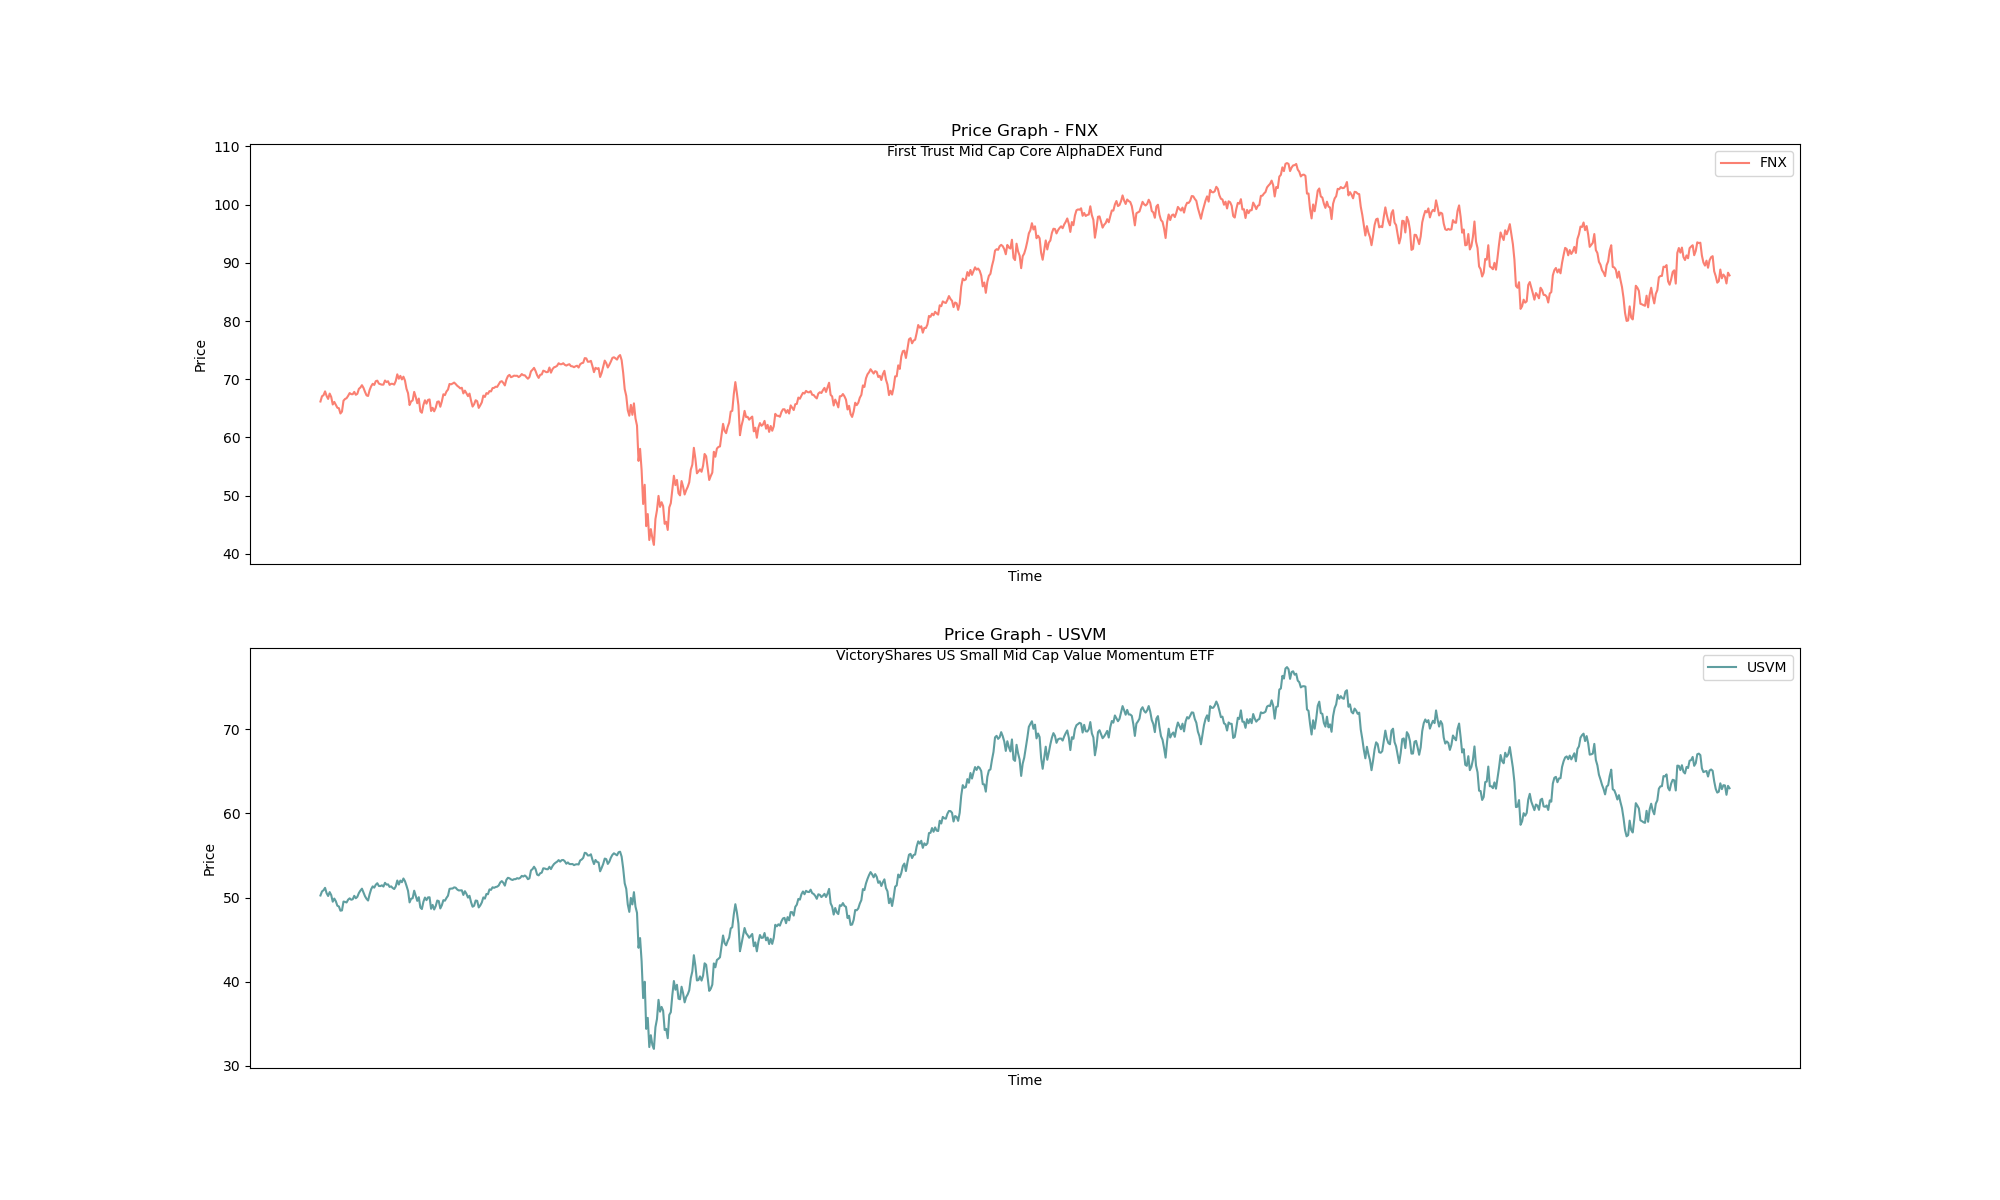 Price Graph - FNX
First Trust Mid Cap Core AlphaDEX Fund
FNX
110
100
90
80
70
60
50
40
Price
Time
Price Graph - USVM
VictoryShares US Small Mid Cap Value Momentum ETF
USVM
70
60
50
40
30
Price
Time